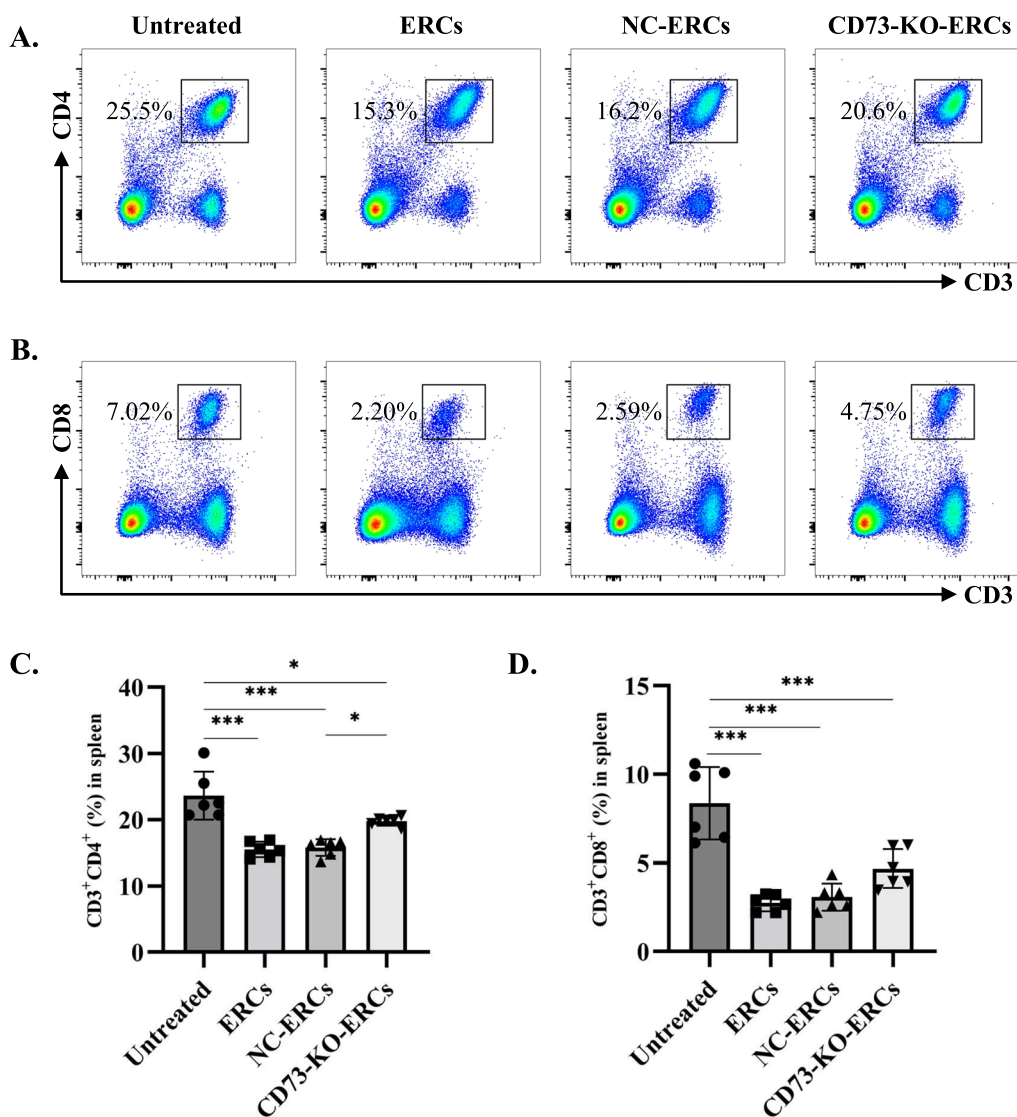 A.
Untreated
ERCs
NC-ERCs
CD73-KO-ERCs
CD4
25.5%
15.3%
16.2%
20.6%
CD3
B.
CD8
7.02%
2.20%
2.59%
4.75%
CD3
C.
CD3⁺CD4⁺ (%) in spleen
40
30
20
10
0
*
***
***
*
Untreated
ERCs
NC-ERCs
CD73-KO-ERCs
D.
CD3⁺CD8⁺ (%) in spleen
15
10
5
0
***
***
***
Untreated
ERCs
NC-ERCs
CD73-KO-ERCs